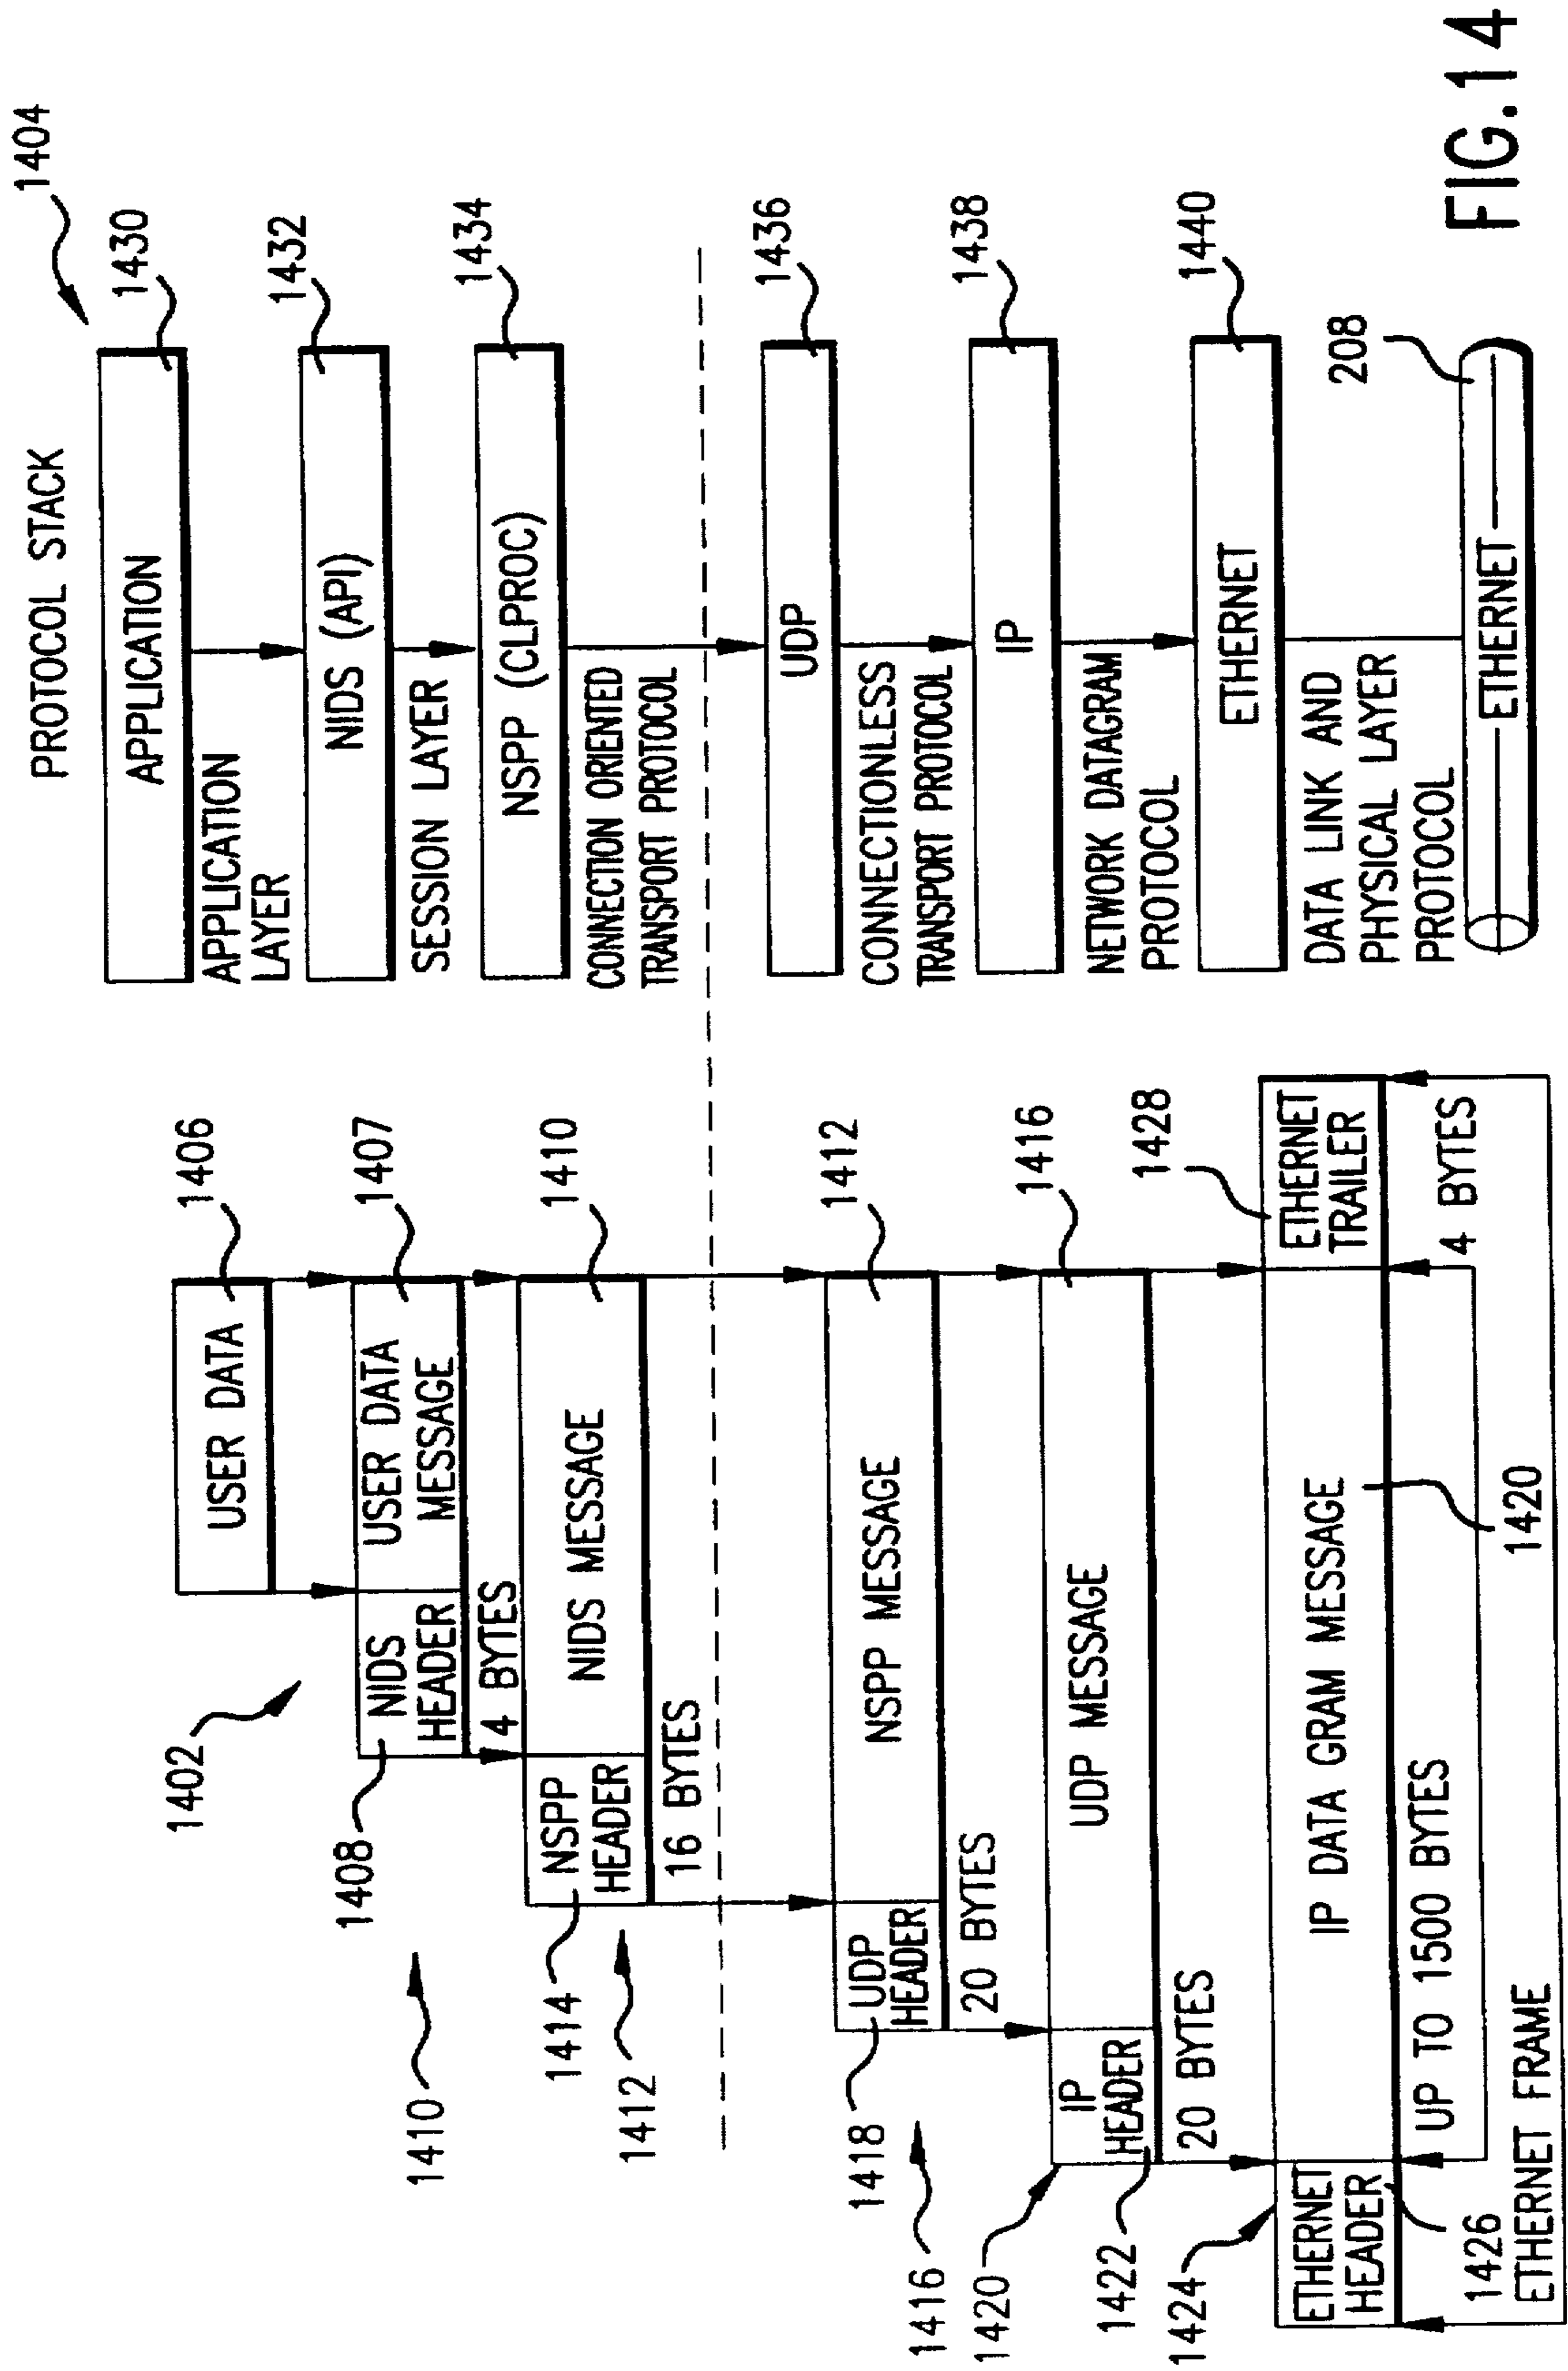 PROTOCOL STACK
1404
1402
USER DATA
1406
APPLICATION
1430
APPLICATION
LAYER
1408
NIDS
HEADER
USER DATA
MESSAGE
1407
4 BYTES
NIDS (API)
1432
SESSION LAYER
1410
1414
NSPP
HEADER
NIDS MESSAGE
1410
16 BYTES
NSPP (CLPROC)
1434
CONNECTION ORIENTED
TRANSPORT PROTOCOL
1412
1418
UDP
HEADER
NSPP MESSAGE
1412
20 BYTES
UDP
1436
CONNECTIONLESS
TRANSPORT PROTOCOL
1416
1420
IP
HEADER
1422
UDP MESSAGE
1416
20 BYTES
IP
1438
NETWORK DATAGRAM
PROTOCOL
1424
ETHERNET
HEADER
1426
IP DATA GRAM MESSAGE
1420
ETHERNET
TRAILER
1428
UP TO 1500 BYTES
4 BYTES
ETHERNET FRAME
ETHERNET
1440
DATA LINK AND
PHYSICAL LAYER
PROTOCOL
ETHERNET
208
FIG.14